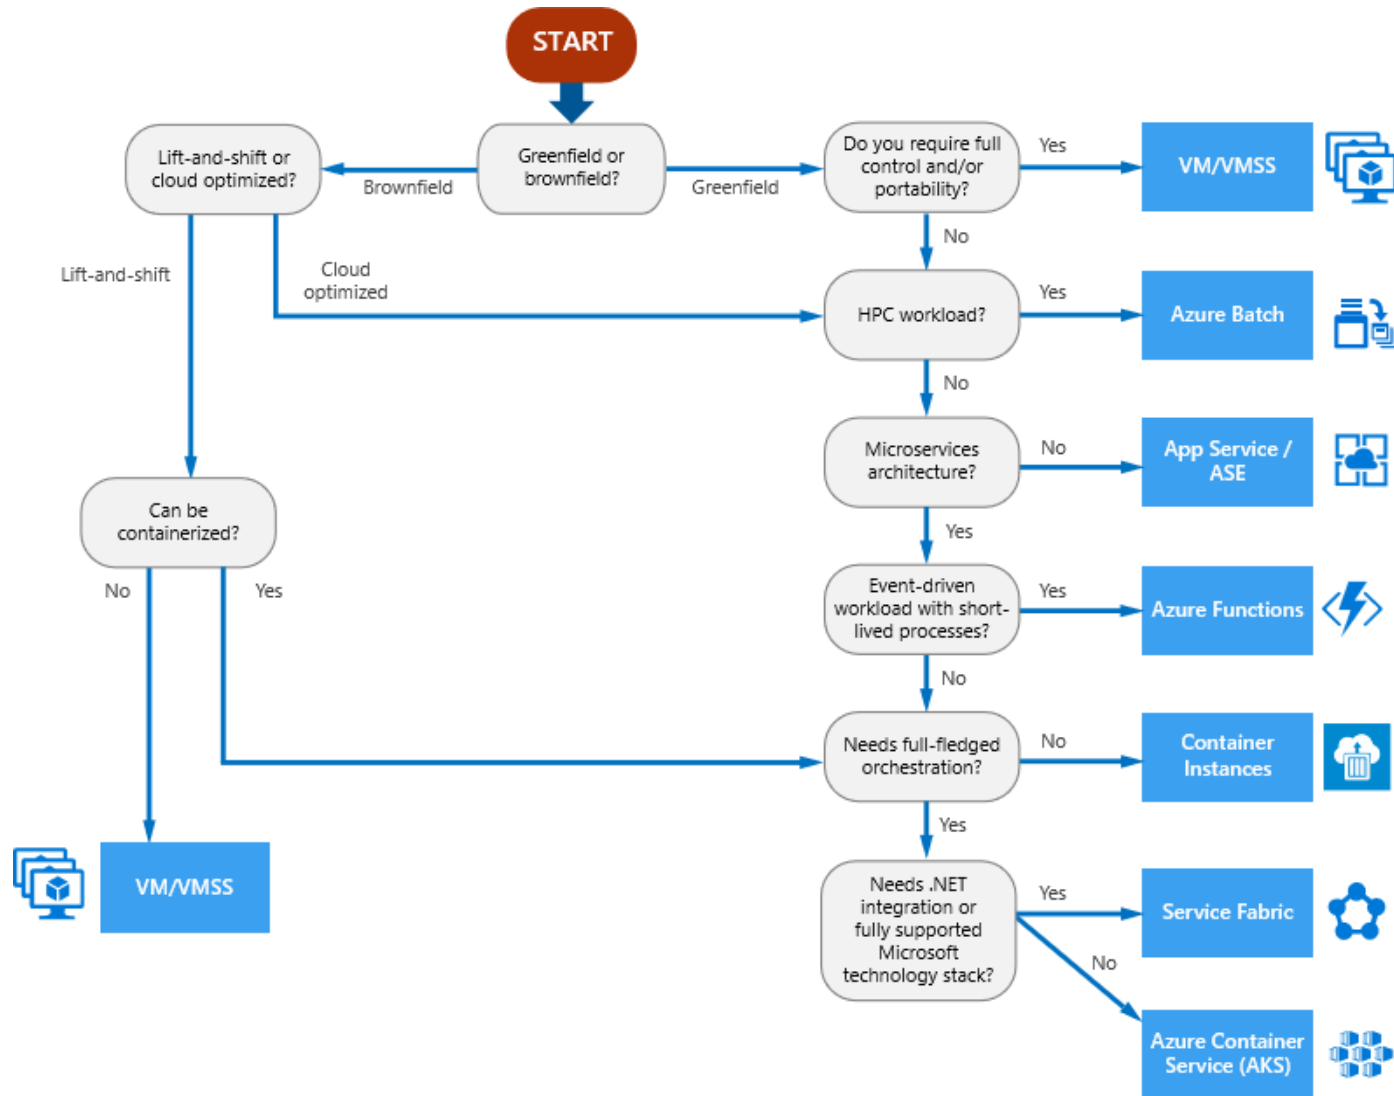 START
Lift-and-shift or
cloud optimized?
Brownfield
Greenfield or
brownfield?
Greenfield
Do you require full
control and/or
portability?
Yes
VM/VMSS
No
Lift-and-shift
Cloud
optimized
HPC workload?
Yes
Azure Batch
No
Microservices
architecture?
No
App Service /
ASE
Yes
Can be
containerized?
No
Yes
Event-driven
workload with short-
lived processes?
Yes
Azure Functions
No
Needs full-fledged
orchestration?
No
Container
Instances
Yes
VM/VMSS
Needs .NET
integration or
fully supported
Microsoft
technology stack?
Yes
Service Fabric
No
Azure Container
Service (AKS)